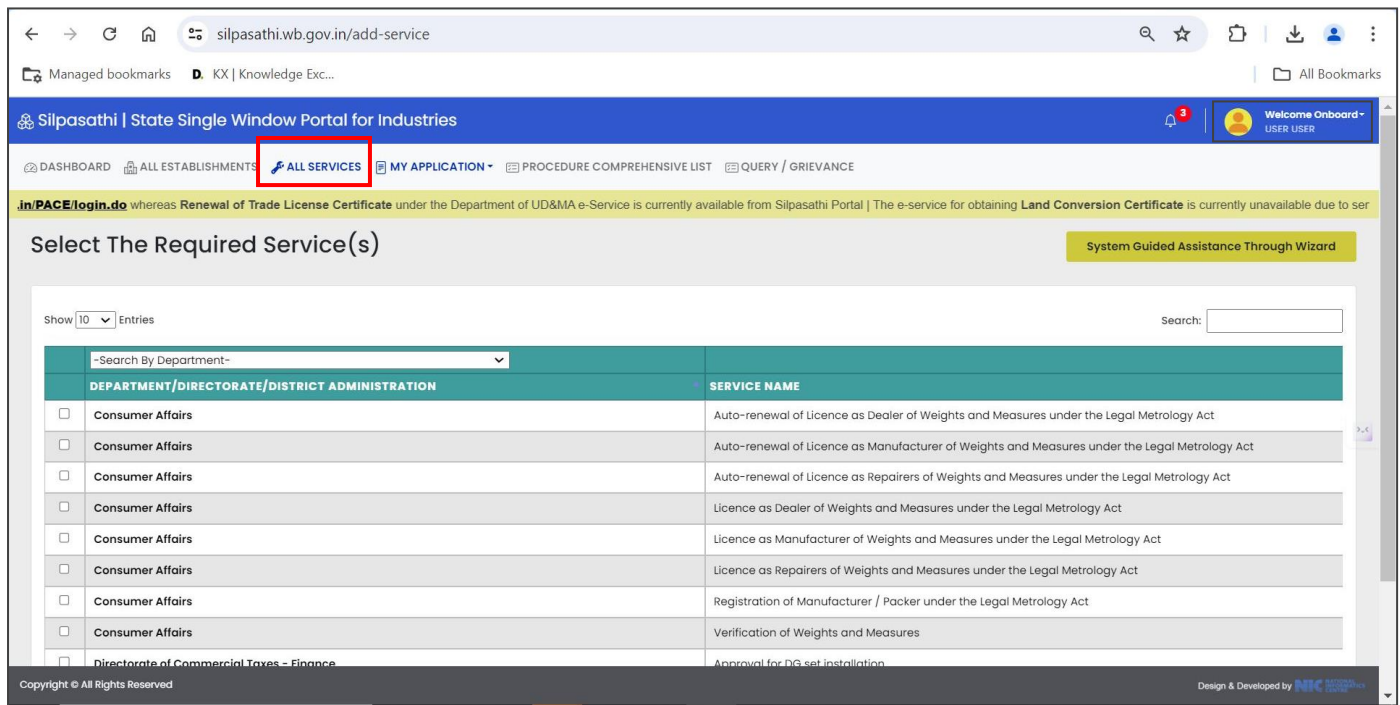 silpasathi.wb.gov.in/add-service
Managed bookmarks D. KX | Knowledge Exc... All Bookmarks
Silpasathi | State Single Window Portal for Industries 3 Welcome Onboard
USER USER
DASHBOARD ALL ESTABLISHMENTS ALL SERVICES MY APPLICATION PROCEDURE COMPREHENSIVE LIST QUERY / GRIEVANCE
.in/PACE/login.do whereas Renewal of Trade License Certificate under the Department of UD&MA e-Service is currently available from Silpasathi Portal | The e-service for obtaining Land Conversion Certificate is currently unavailable due to ser
Select The Required Service(s) System Guided Assistance Through Wizard
Show 10 Entries Search:
-Search By Department-
DEPARTMENT/DIRECTORATE/DISTRICT ADMINISTRATION SERVICE NAME
Consumer Affairs Auto-renewal of Licence as Dealer of Weights and Measures under the Legal Metrology Act
Consumer Affairs Auto-renewal of Licence as Manufacturer of Weights and Measures under the Legal Metrology Act
Consumer Affairs Auto-renewal of Licence as Repairers of Weights and Measures under the Legal Metrology Act
Consumer Affairs Licence as Dealer of Weights and Measures under the Legal Metrology Act
Consumer Affairs Licence as Manufacturer of Weights and Measures under the Legal Metrology Act
Consumer Affairs Licence as Repairers of Weights and Measures under the Legal Metrology Act
Consumer Affairs Registration of Manufacturer / Packer under the Legal Metrology Act
Consumer Affairs Verification of Weights and Measures
Directorate of Commercial Taxes - Finance Approval for DG set installation
Copyright © All Rights Reserved Design & Developed by NIC NATIONAL INFORMATICS CENTRE